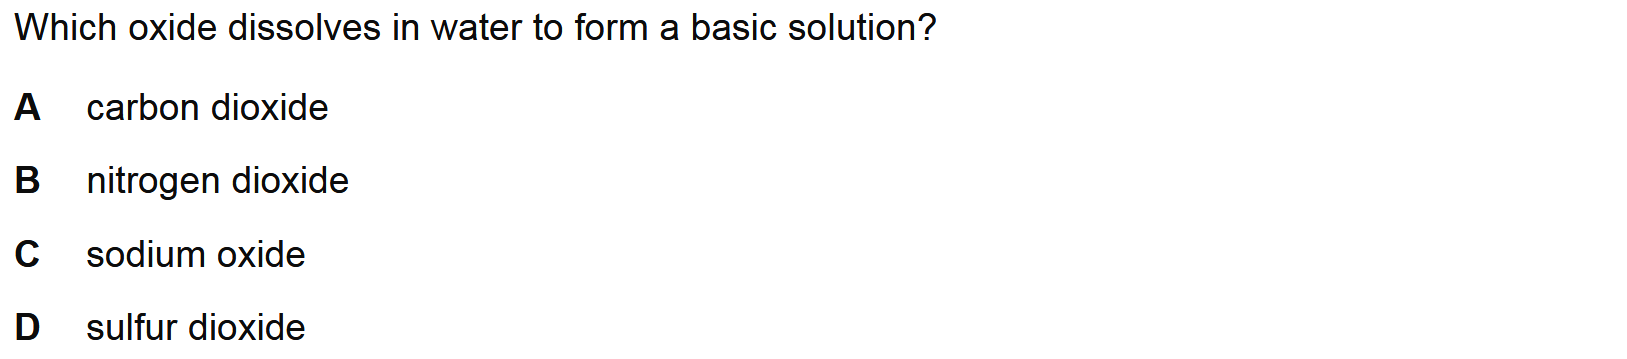 Which oxide dissolves in water to form a basic solution?
A carbon dioxide
B nitrogen dioxide
C sodium oxide
D sulfur dioxide